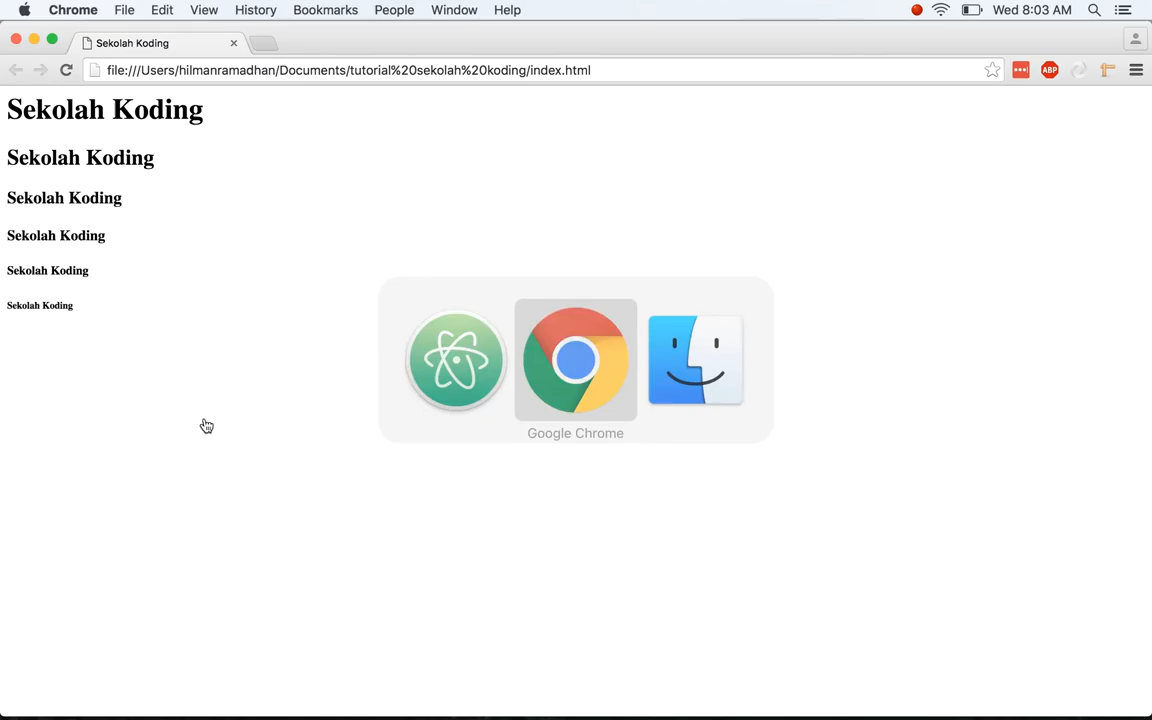 Chrome File Edit View History Bookmarks People Window Help Wed 8:03 AM
Sekolah Koding
file:///Users/hilmanramadhan/Documents/tutorial%20sekolah%20koding/index.html
ABP
Sekolah Koding
Sekolah Koding
Sekolah Koding
Sekolah Koding
Sekolah Koding
Sekolah Koding
Google Chrome